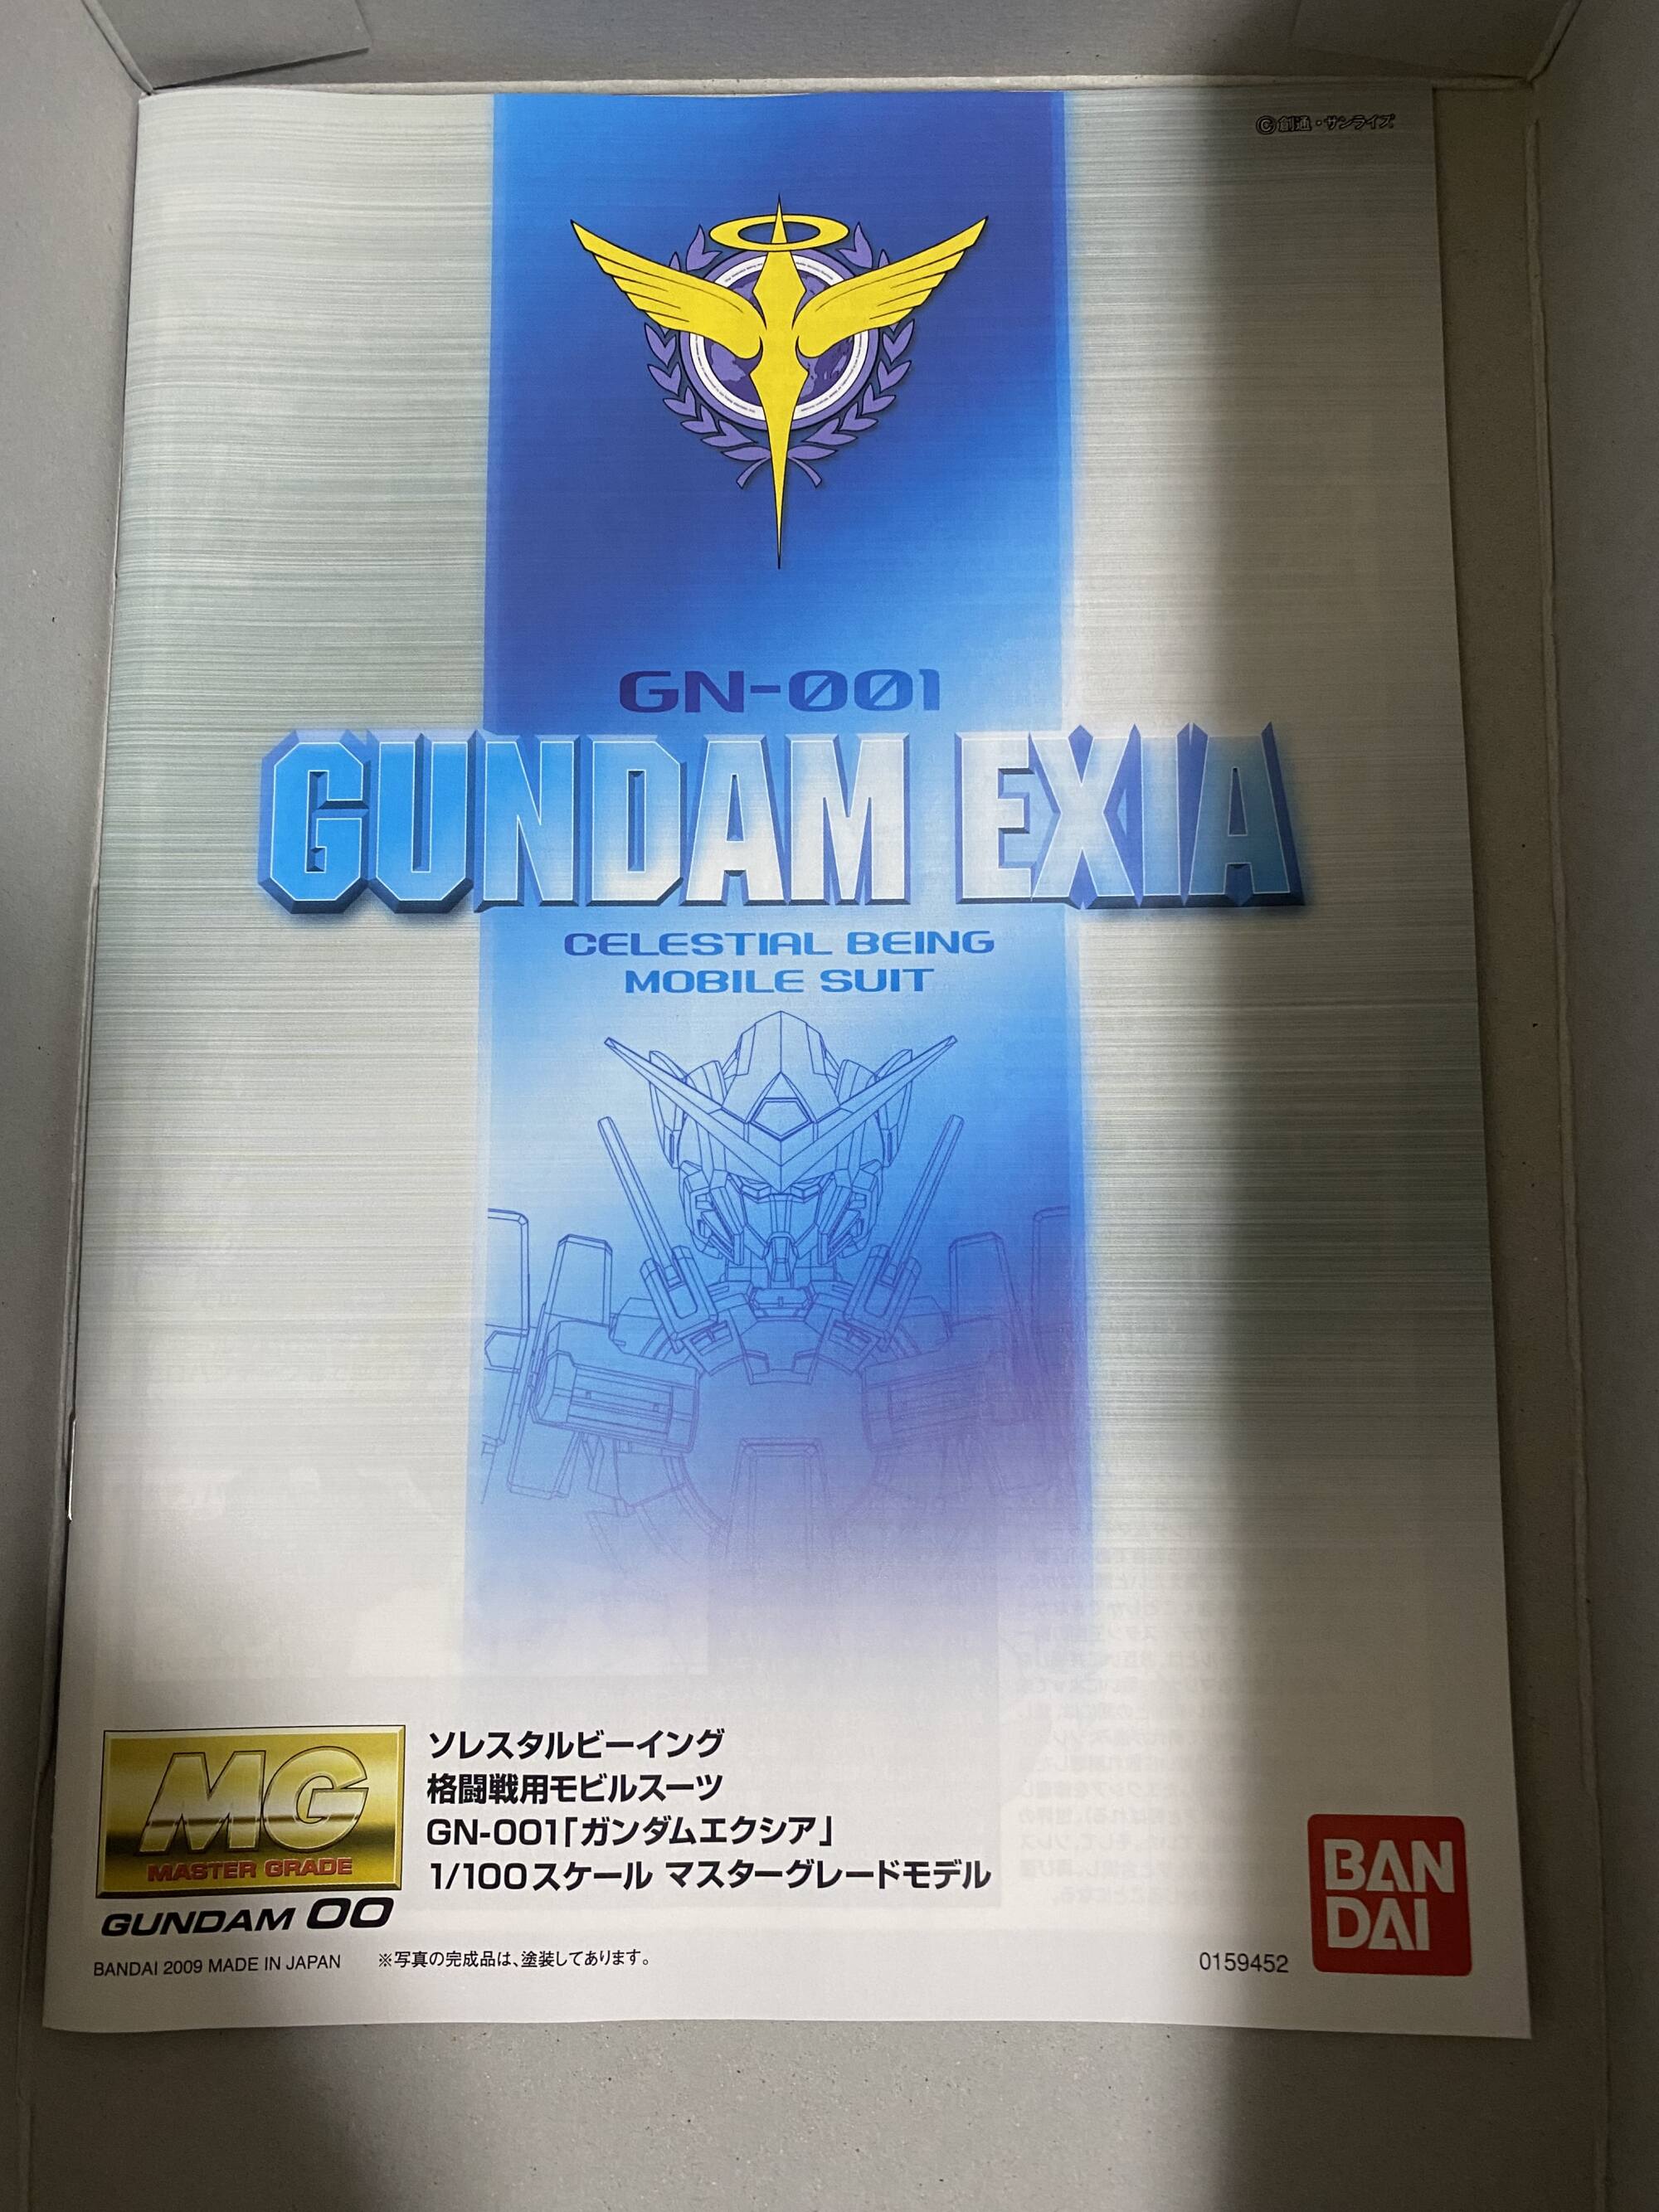 ©創通・サンライズ
GN-001
GUNDAM EXIA
CELESTIAL BEING
MOBILE SUIT
MG
MASTER GRADE
GUNDAM 00
ソレスタルビーイング
格闘戦用モビルスーツ
GN-001「ガンダムエクシア」
1/100スケール マスターグレードモデル
BANDAI 2009 MADE IN JAPAN ※写真の完成品は、塗装してあります。
0159452
BAN
DAI